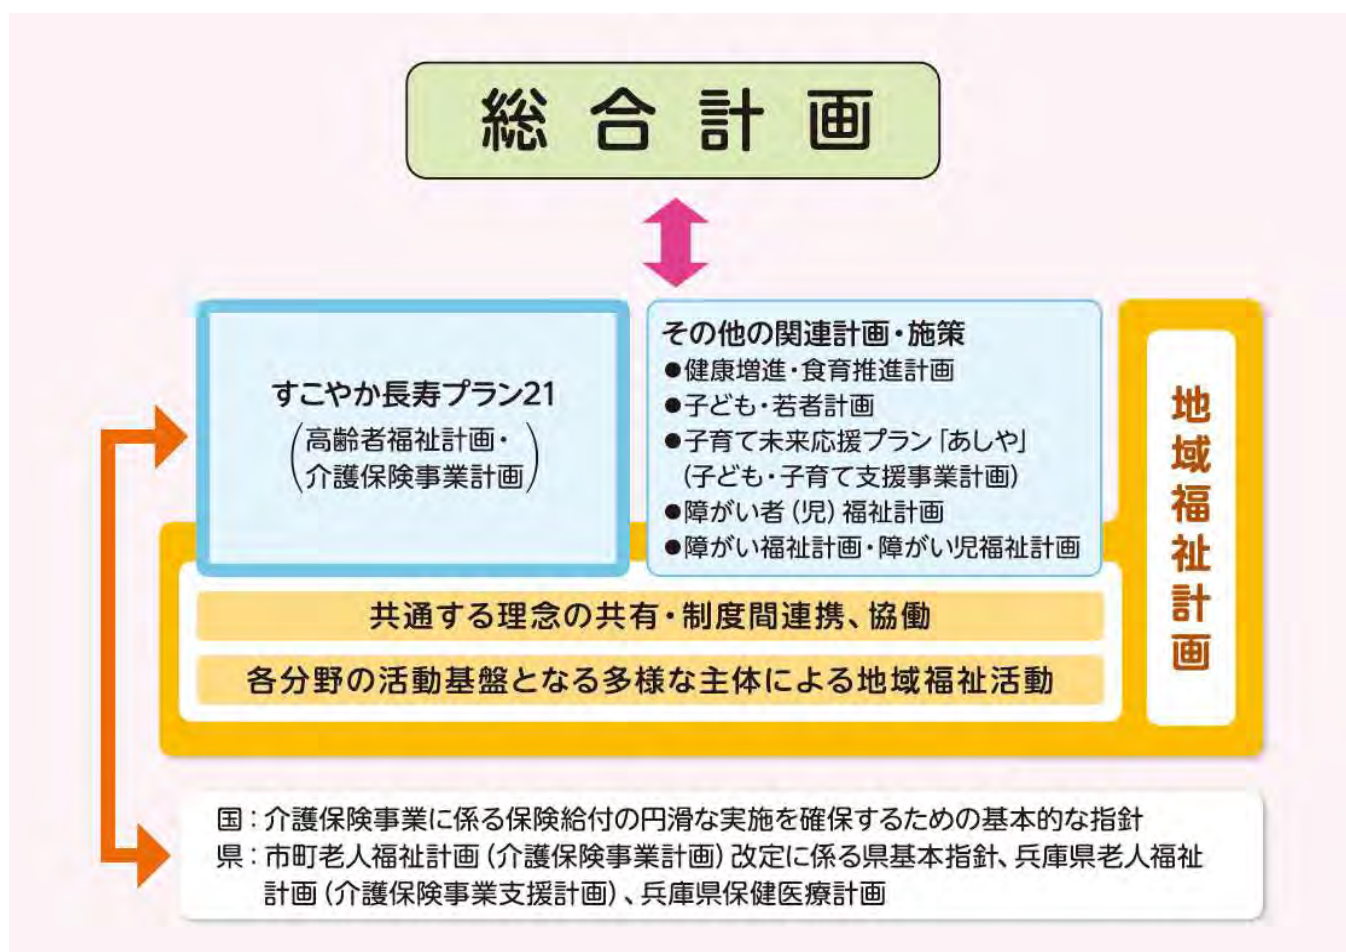 総合計画
すこやか長寿プラン21
(高齢者福祉計画・
介護保険事業計画)
その他の関連計画・施策
●健康増進・食育推進計画
●子ども・若者計画
●子育て未来応援プラン「あしや」
(子ども・子育て支援事業計画)
●障がい者(児)福祉計画
●障がい福祉計画・障がい児福祉計画
地域福祉計画
共通する理念の共有・制度間連携、協働
各分野の活動基盤となる多様な主体による地域福祉活動
国：介護保険事業に係る保険給付の円滑な実施を確保するための基本的な指針
県：市町老人福祉計画(介護保険事業計画)改定に係る県基本指針、兵庫県老人福祉
計画(介護保険事業支援計画)、兵庫県保健医療計画